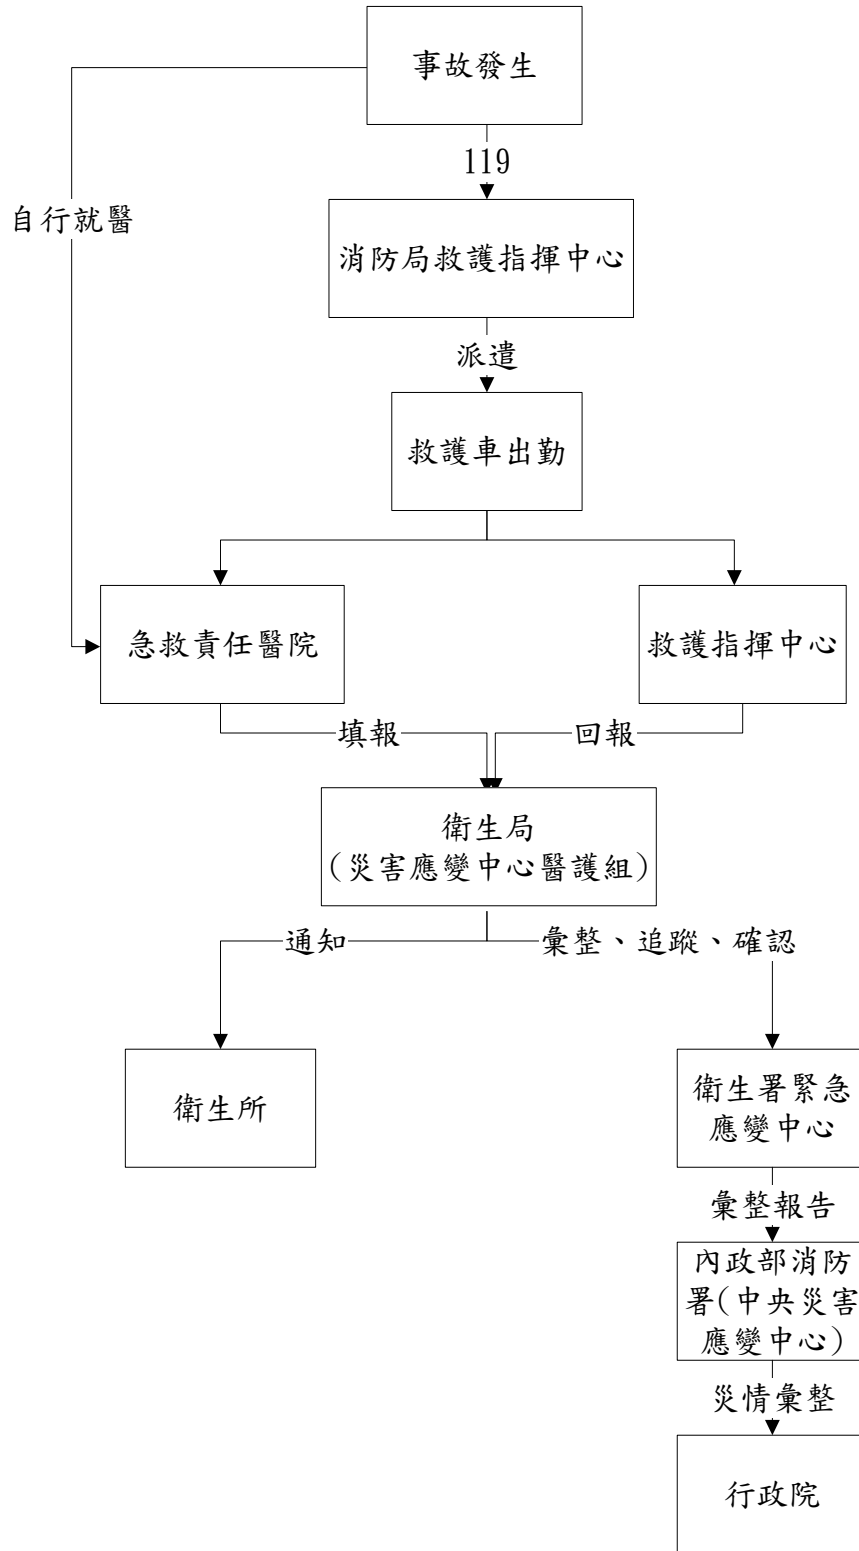 事故發生
119
自行就醫
消防局救護指揮中心
派遣
救護車出勤
急救責任醫院
救護指揮中心
填報
回報
衛生局
(災害應變中心醫護組)
通知
彙整、追蹤、確認
衛生所
衛生署緊急
應變中心
彙整報告
內政部消防
署(中央災害
應變中心)
災情彙整
行政院